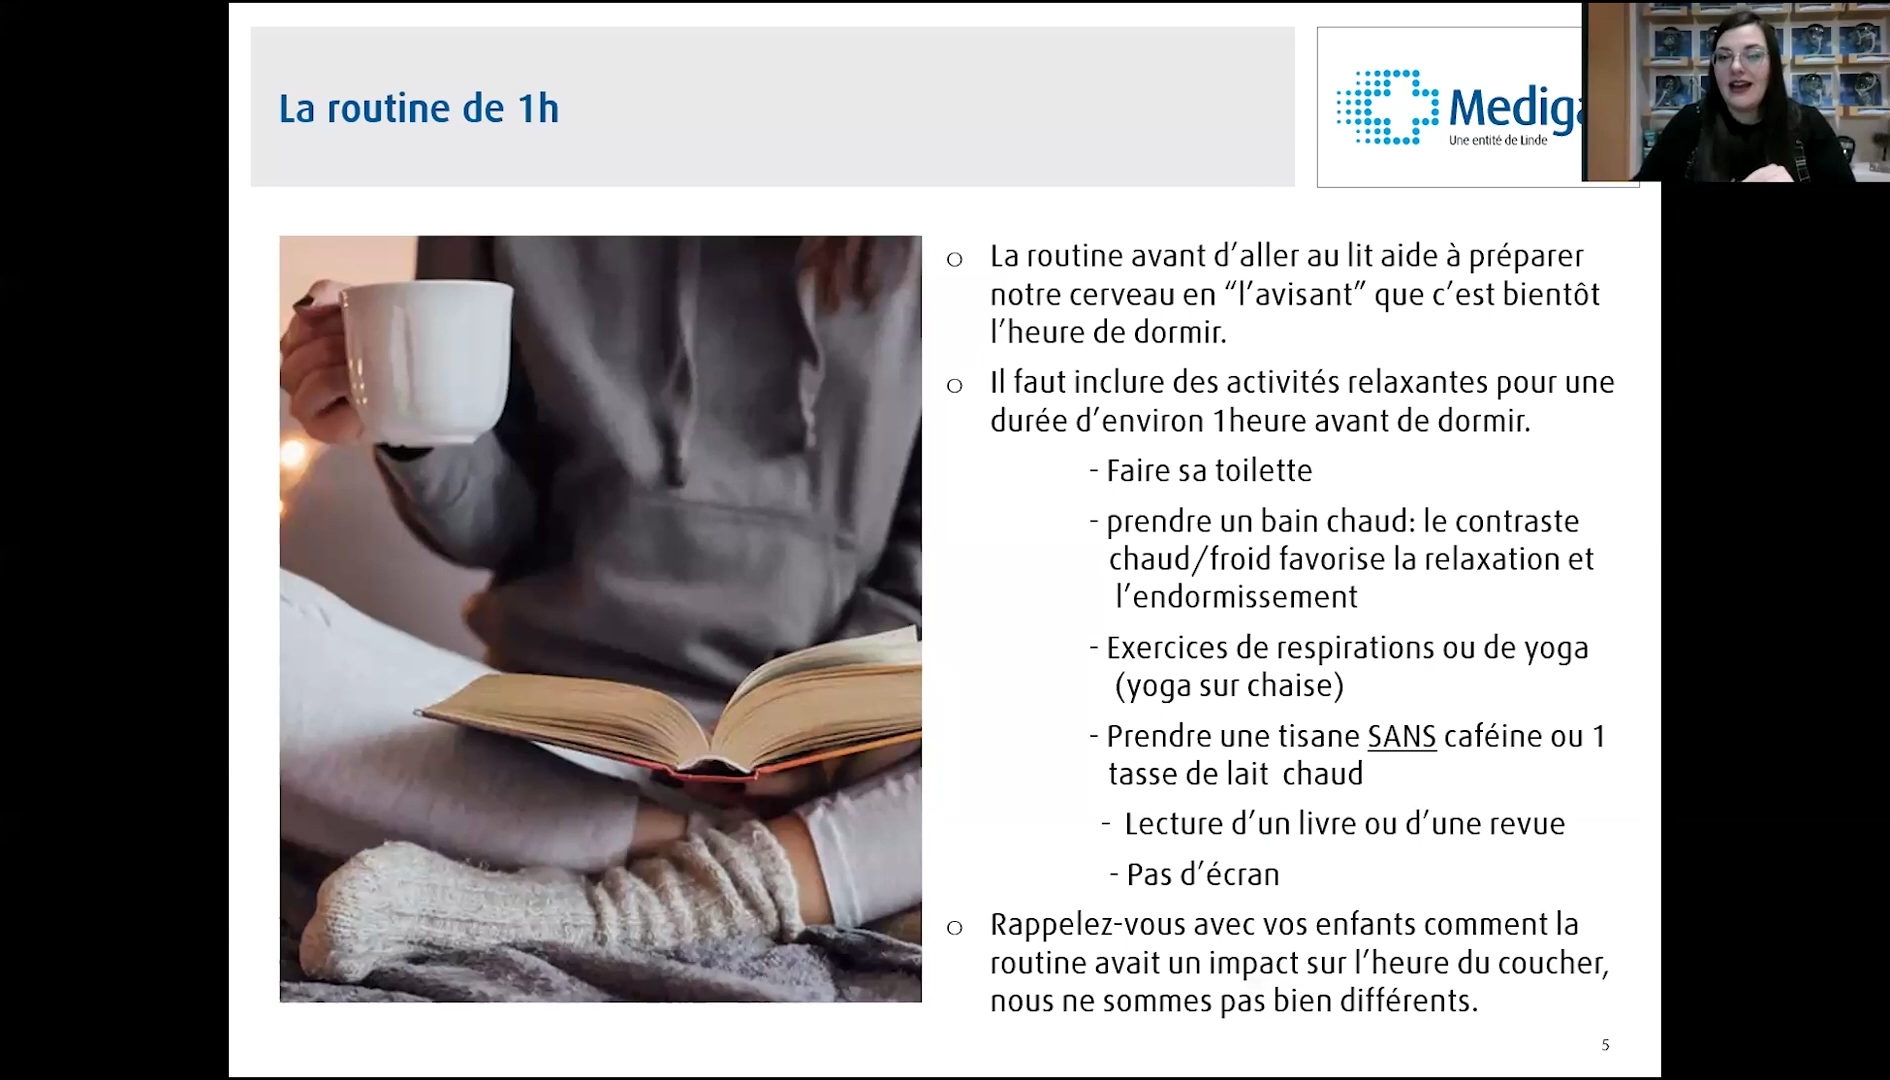 La routine de 1h
Une entité de Linde
o La routine avant d’aller au lit aide à préparer
notre cerveau en “l’avisant” que c’est bientôt
l’heure de dormir.
o Il faut inclure des activités relaxantes pour une
durée d’environ 1heure avant de dormir.
- Faire sa toilette
- prendre un bain chaud: le contraste
chaud/froid favorise la relaxation et
l’endormissement
- Exercices de respirations ou de yoga
(yoga sur chaise)
- Prendre une tisane SANS caféine ou 1
tasse de lait chaud
- Lecture d’un livre ou d’une revue
- Pas d’écran
o Rappelez-vous avec vos enfants comment la
routine avait un impact sur l’heure du coucher,
nous ne sommes pas bien différents.
5